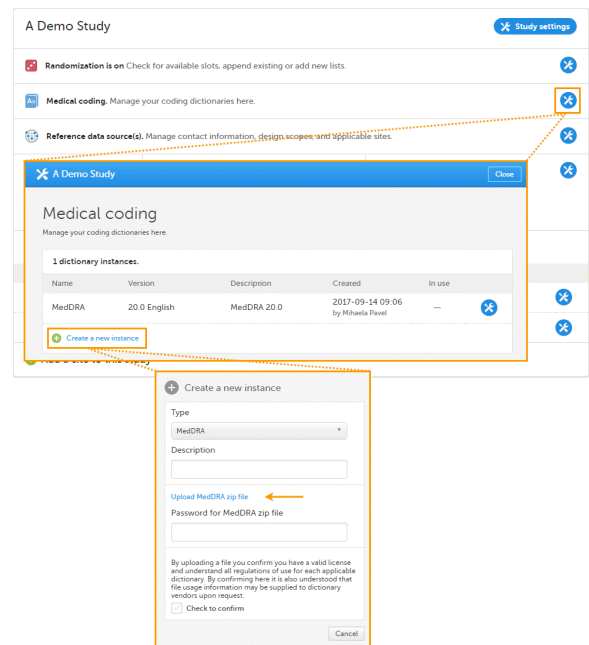 A Demo Study
Study settings
Randomization is on Check for available slots, append existing or add new lists.
Aa Medical coding. Manage your coding dictionaries here.
Reference data source(s). Manage contact information, design scopes, and applicable sites.
A Demo Study
Close
Medical coding
Manage your coding dictionaries here.
1 dictionary instances.
Name Version Description Created In use
MedDRA 20.0 English MedDRA 20.0 2017-09-14 09:06 —
by Mihaela Pavel
Create a new instance
Create a new instance
Type
MedDRA
Description
Upload MedDRA zip file
Password for MedDRA zip file
By uploading a file you confirm you have a valid license
and understand all regulations of use for each applicable
dictionary. By confirming here it is also understood that
file usage information may be supplied to dictionary
vendors upon request.
Check to confirm
Cancel